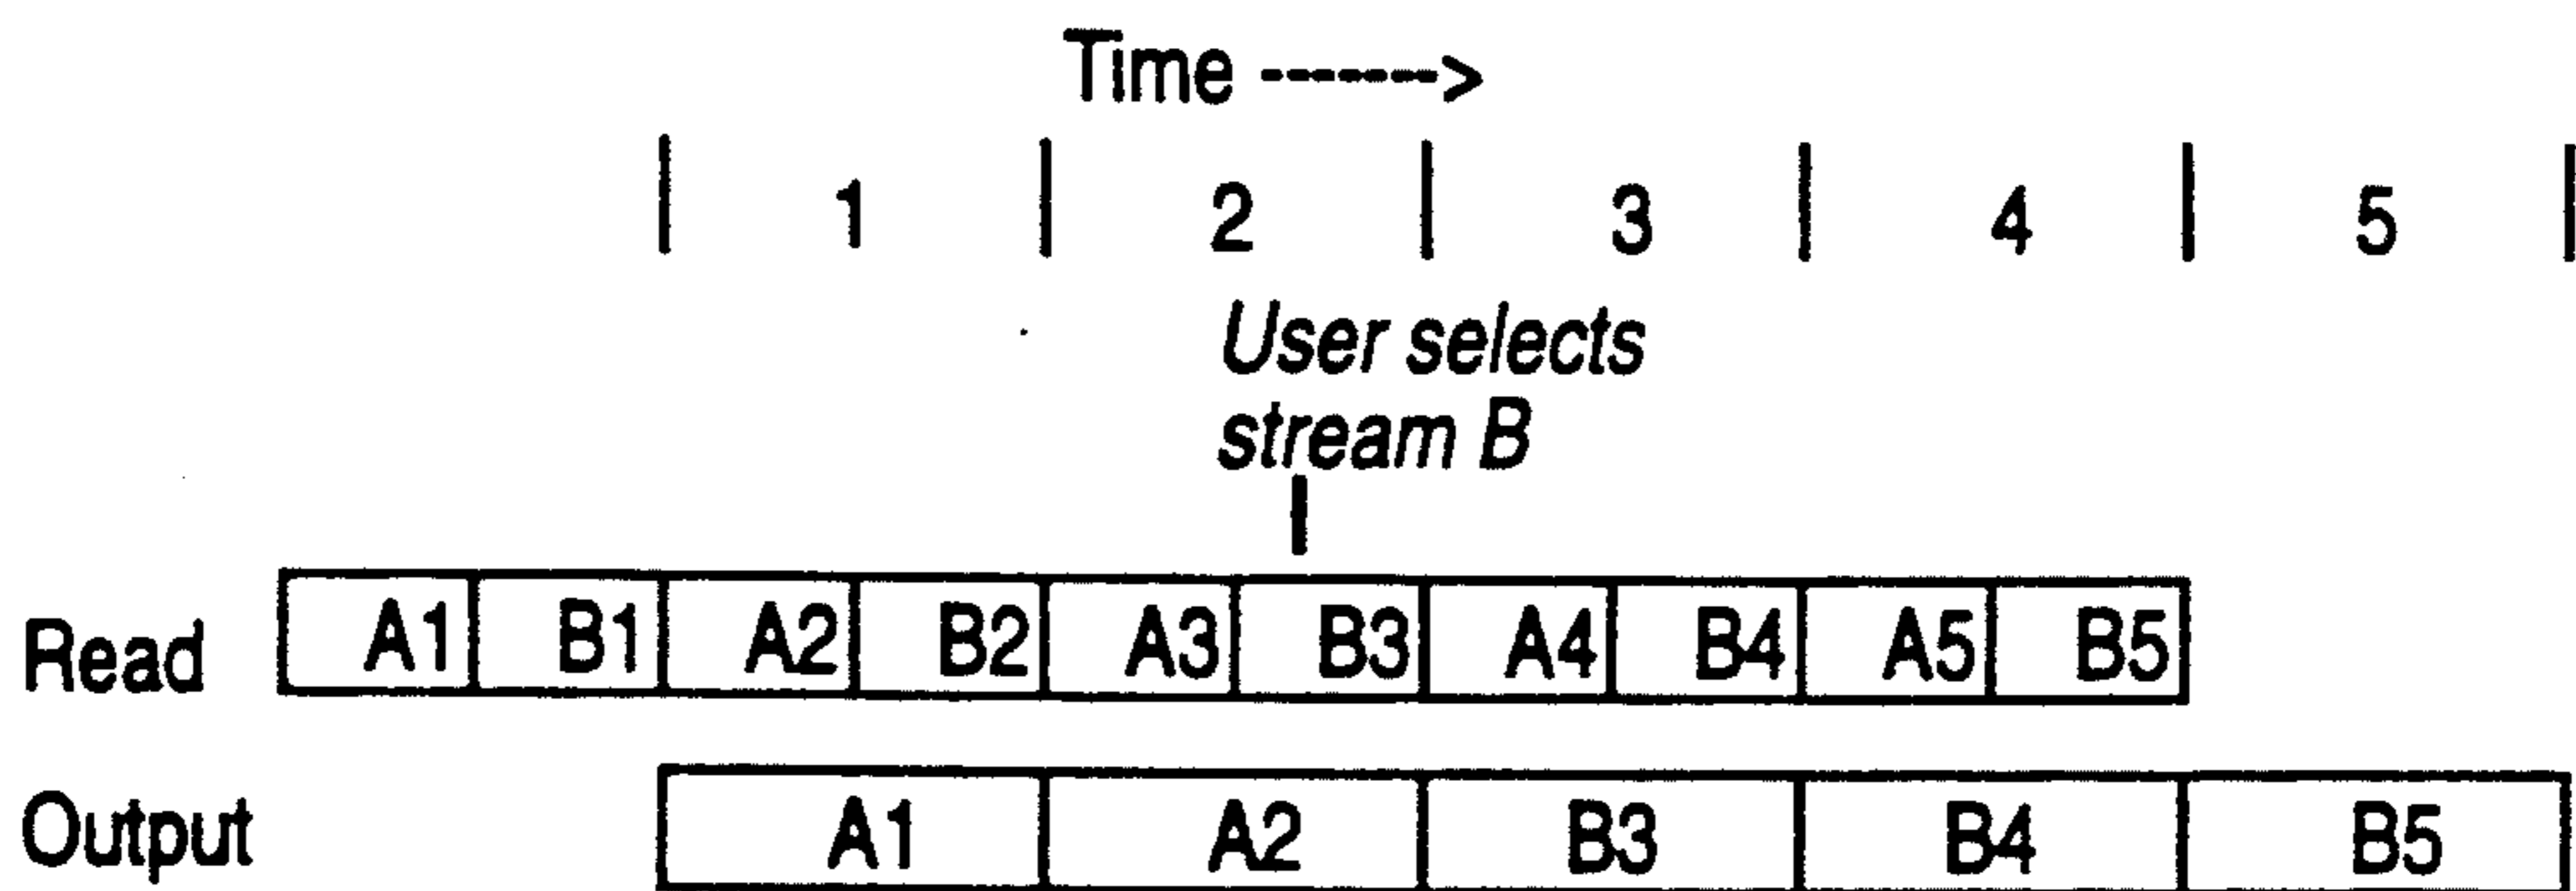 Time ------->
| 1 | 2 | 3 | 4 | 5 |
User selects
stream B
Read A1 B1 A2 B2 A3 B3 A4 B4 A5 B5
Output A1 A2 B3 B4 B5